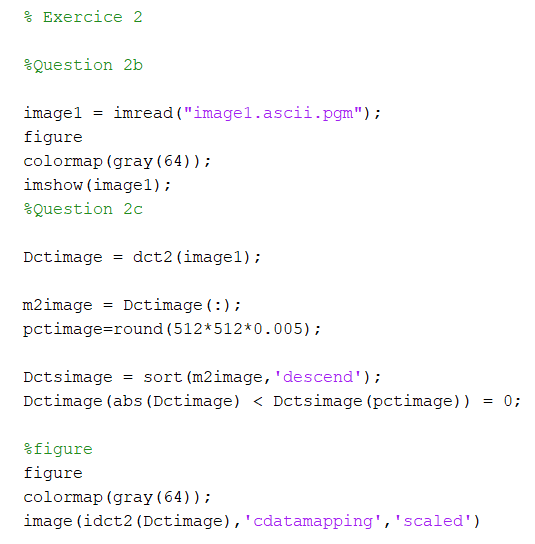 % Exercice 2
%Question 2b
image1 = imread("image1.ascii.pgm");
figure
colormap(gray(64));
imshow(image1);
%Question 2c
Dctimage = dct2(image1);
m2image = Dctimage(:);
pctimage=round(512*512*0.005);
Dctsimage = sort(m2image,'descend');
Dctimage(abs(Dctimage) < Dctsimage(pctimage)) = 0;
%figure
figure
colormap(gray(64));
image(idct2(Dctimage),'cdatamapping','scaled')